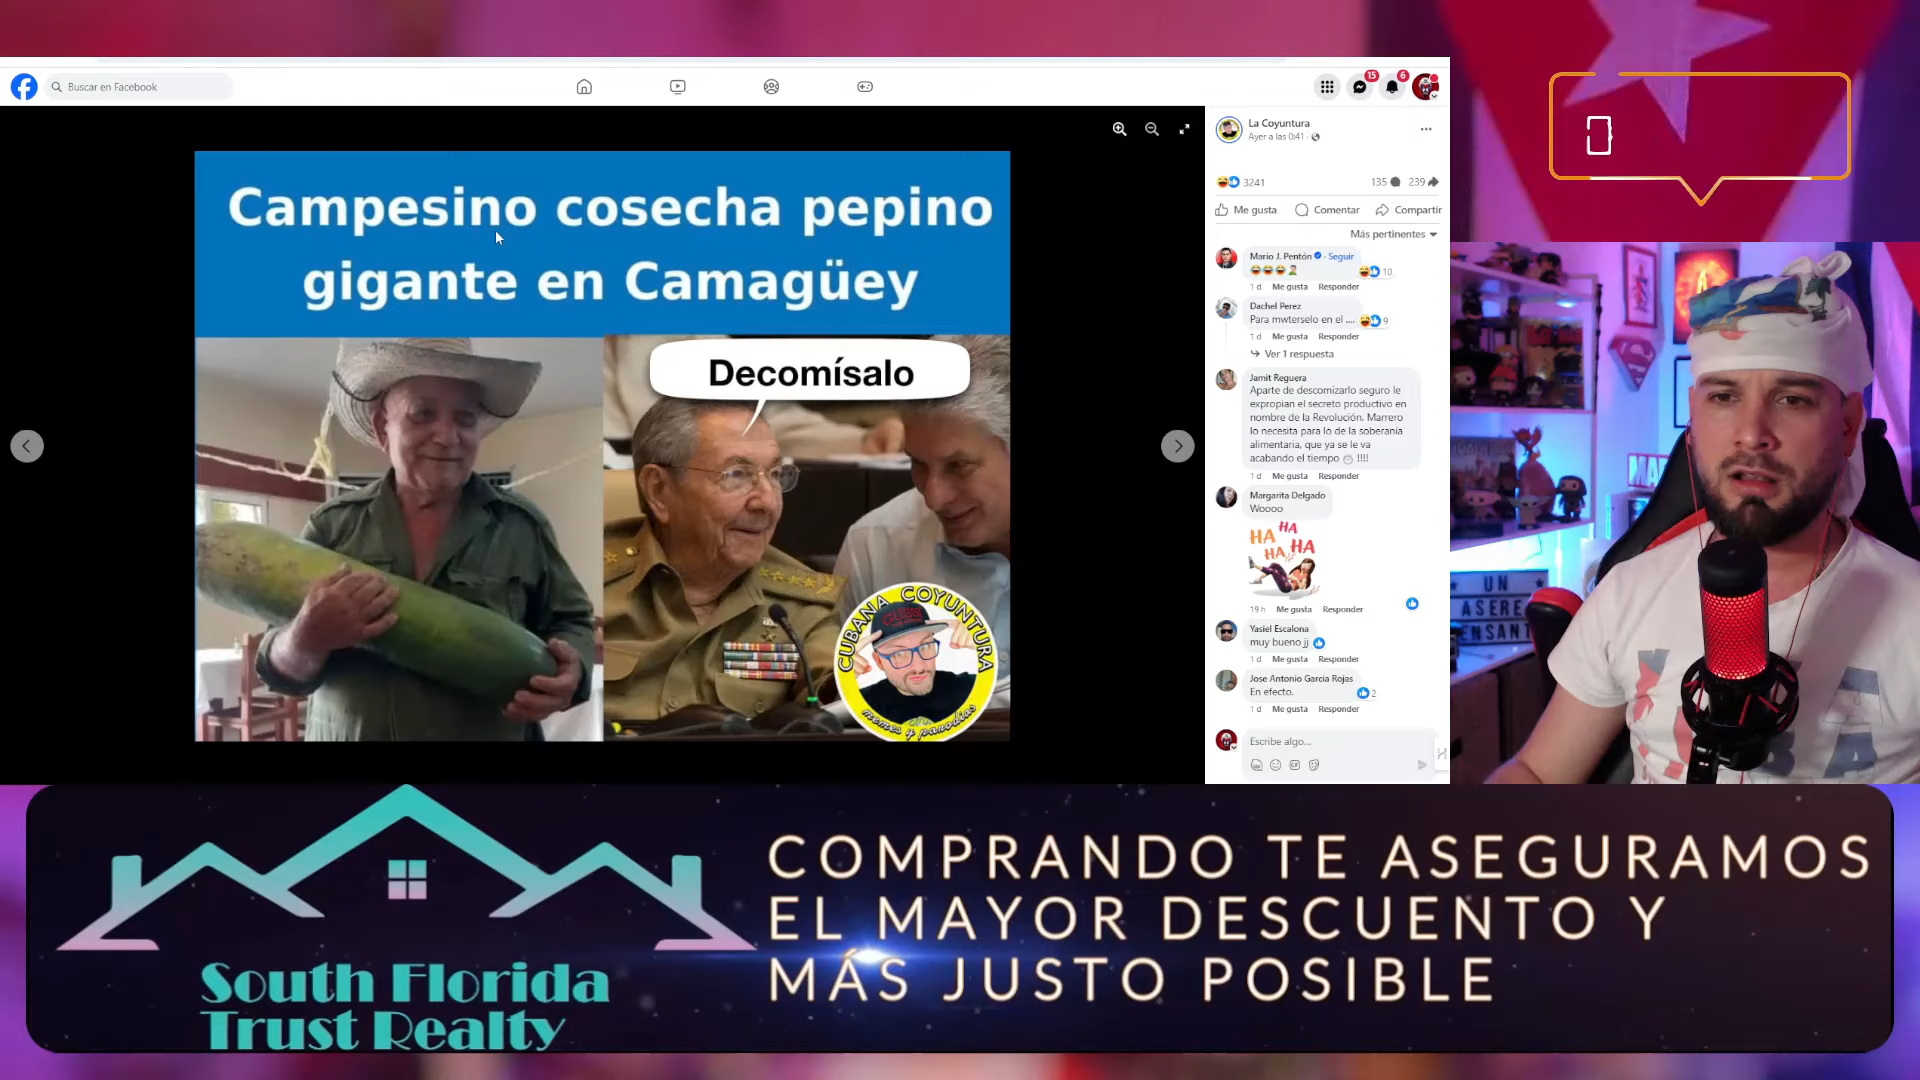 Buscar en Facebook
15
6
Campesino cosecha pepino
gigante en Camagüey
Decomísalo
CUBANA COYUNTURA
memes y parodias
La Coyuntura
Ayer a las 0:41 ·
3241
135
239
Me gusta
Comentar
Compartir
Más pertinentes
Mario J. Pentón · Seguir
10
1 d Me gusta Responder
Dachel Perez
Para mwterselo en el ....
9
1 d Me gusta Responder
Ver 1 respuesta
Jamit Reguera
Aparte de descomizarlo seguro le
expropian el secreto productivo en
nombre de la Revolución. Marrero
lo necesita para lo de la soberanía
alimentaria, que ya se le va
acabando el tiempo !!!!
1 d Me gusta Responder
Margarita Delgado
Woooo
HA HA
HA HA
19 h Me gusta Responder
Yasiel Escalona
muy bueno jj
1 d Me gusta Responder
Jose Antonio Garcia Rojas
En efecto.
2
1 d Me gusta Responder
Escribe algo...
GIF
UN
ASERE
South Florida
Trust Realty
COMPRANDO TE ASEGURAMOS
EL MAYOR DESCUENTO Y
MÁS JUSTO POSIBLE